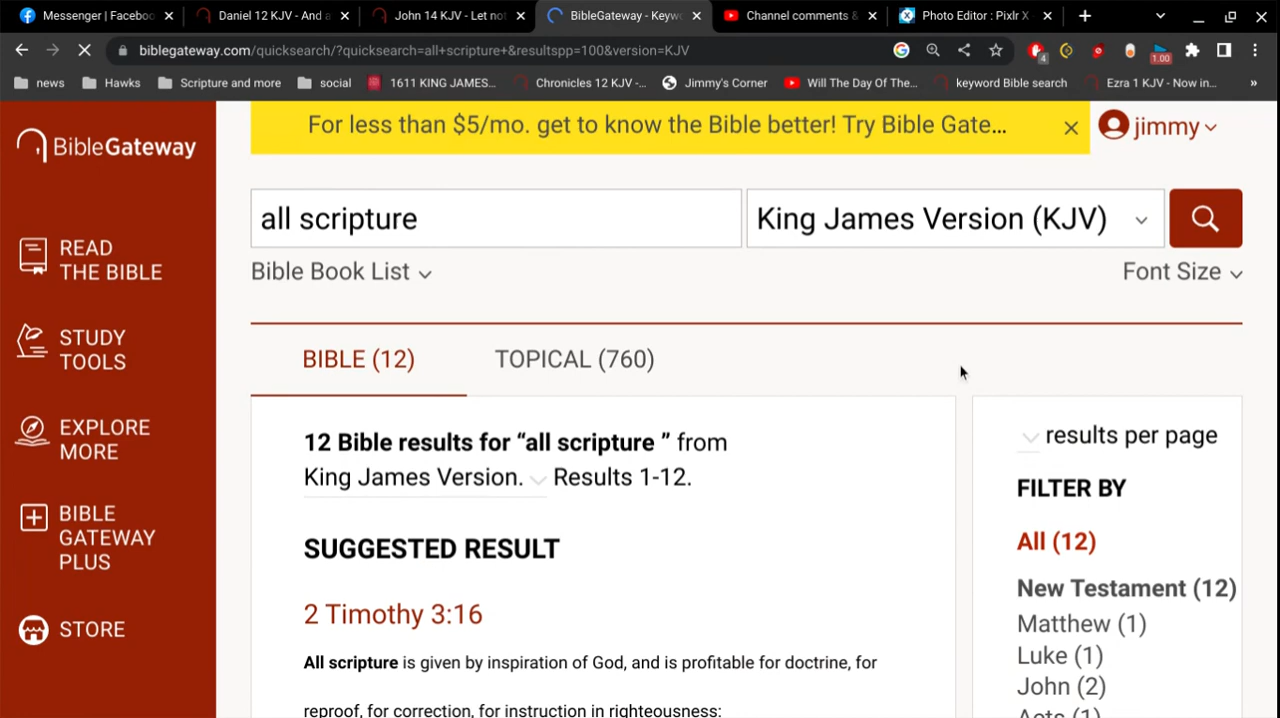 Messenger | Faceboo
Daniel 12 KJV - And a
John 14 KJV - Let not
BibleGateway - Keyw
Channel comments &
Photo Editor : Pixlr X
biblegateway.com/quicksearch/?quicksearch=all+scripture+&resultspp=100&version=KJV
4
1.00
news
Hawks
Scripture and more
social
1611 KING JAMES...
Chronicles 12 KJV -...
Jimmy's Corner
Will The Day Of The...
keyword Bible search
Ezra 1 KJV - Now in...
»
BibleGateway
For less than $5/mo. get to know the Bible better! Try Bible Gate...
jimmy
all scripture
King James Version (KJV)
Bible Book List
Font Size
READ
THE BIBLE
STUDY
TOOLS
EXPLORE
MORE
BIBLE
GATEWAY
PLUS
STORE
BIBLE (12)
TOPICAL (760)
12 Bible results for “all scripture ” from
King James Version. Results 1-12.
SUGGESTED RESULT
2 Timothy 3:16
All scripture is given by inspiration of God, and is profitable for doctrine, for
reproof, for correction, for instruction in righteousness:
results per page
FILTER BY
All (12)
New Testament (12)
Matthew (1)
Luke (1)
John (2)
Acts (1)